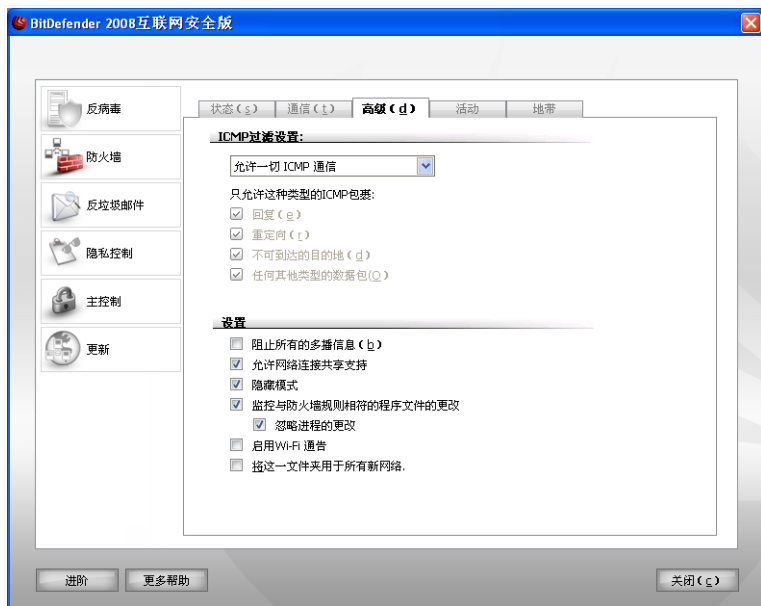 BitDefender 2008互联网安全版
反病毒
防火墙
反垃圾邮件
隐私控制
主控制
更新
状态(s) 通信(t) 高级(d) 活动 地带
ICMP过滤设置:
允许一切 ICMP 通信
只允许这种类型的ICMP包裹:
回复(e)
重定向(r)
不可到达的目的地(d)
任何其他类型的数据包(O)
设置
阻止所有的多播信息(b)
允许网络连接共享支持
隐藏模式
监控与防火墙规则相符的程序文件的更改
忽略进程的更改
启用Wi-Fi 通告
将这一文件夹用于所有新网络.
进阶 更多帮助 关闭(c)